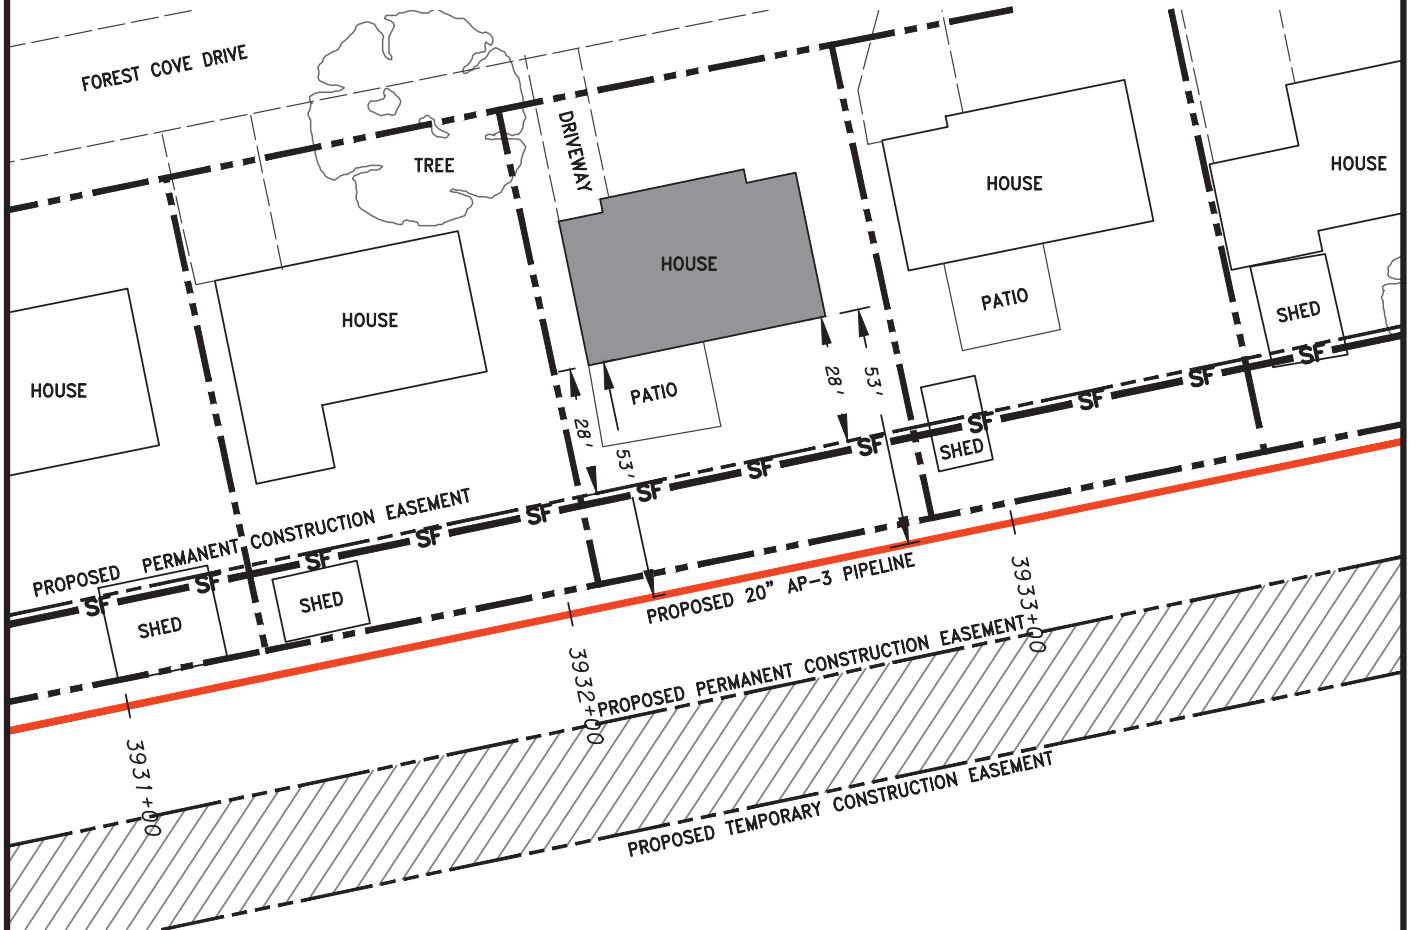 FOREST COVE DRIVE
TREE
DRIVEWAY
HOUSE
HOUSE
HOUSE
HOUSE
HOUSE
PATIO
PATIO
SHED
SF
SF
SF
SF
SF
SF
SF
SF
SF
SF
SF
SF
28'
53'
28'
53'
SHED
SHED
SHED
PROPOSED PERMANENT CONSTRUCTION EASEMENT
PROPOSED 20" AP-3 PIPELINE
3931+00
3932+00
3933+00
PROPOSED PERMANENT CONSTRUCTION EASEMENT
PROPOSED TEMPORARY CONSTRUCTION EASEMENT